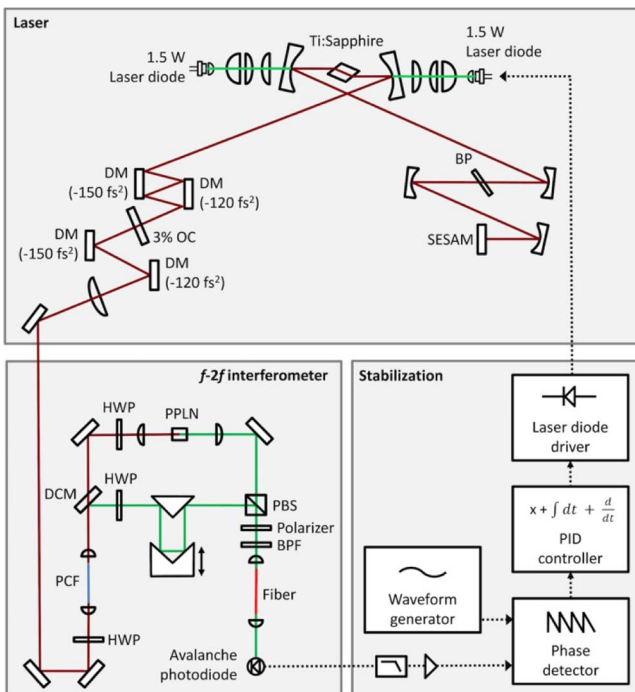 Laser
1.5 W
Laser diode
Ti:Sapphire
1.5 W
Laser diode
DM
(-150 fs²)
DM
(-120 fs²)
BP
3% OC
DM
(-150 fs²)
SESAM
DM
(-120 fs²)
f-2f interferometer
HWP
PPLN
HWP
DCM
PBS
Polarizer
BPF
PCF
Fiber
HWP
Avalanche
photodiode
Stabilization
Laser diode
driver
x + ∫ dt + d/dt
PID
controller
Waveform
generator
Phase
detector